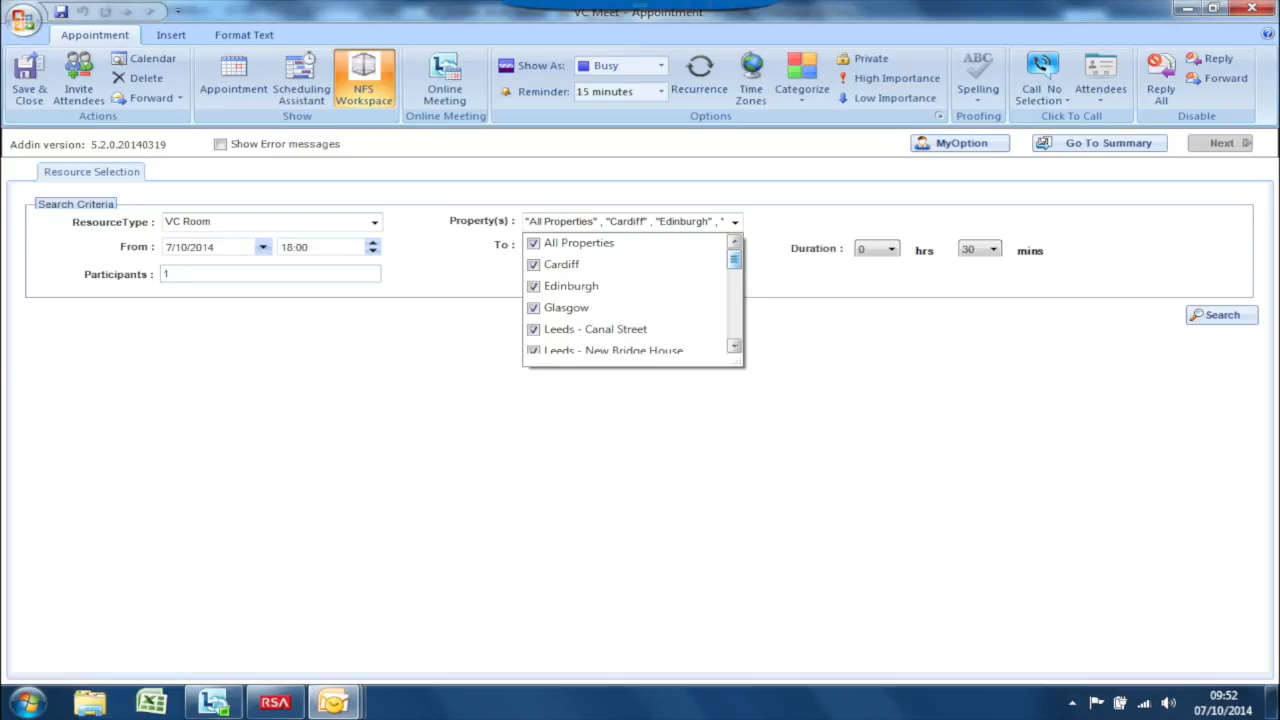 VC Meet - Appointment
Appointment Insert Format Text
Save & Close
Invite Attendees
Calendar
Delete
Forward
Actions
Appointment
Scheduling Assistant
NFS Workspace
Show
Online Meeting
Online Meeting
Show As: Busy
Reminder: 15 minutes
Recurrence
Time Zones
Categorize
Private
High Importance
Low Importance
Options
ABC
Spelling
Proofing
Call No Selection
Attendees
Click To Call
Reply All
Reply
Forward
Disable
Addin version: 5.2.0.20140319 Show Error messages MyOption Go To Summary Next
Resource Selection
Search Criteria
ResourceType : VC Room Property(s) : "All Properties" , "Cardiff" , "Edinburgh" , "
From : 7/10/2014 18:00 To : Duration : 0 hrs 30 mins
Participants : 1
All Properties
Cardiff
Edinburgh
Glasgow
Leeds - Canal Street
Leeds - New Bridge House
Search
RSA
09:52
07/10/2014